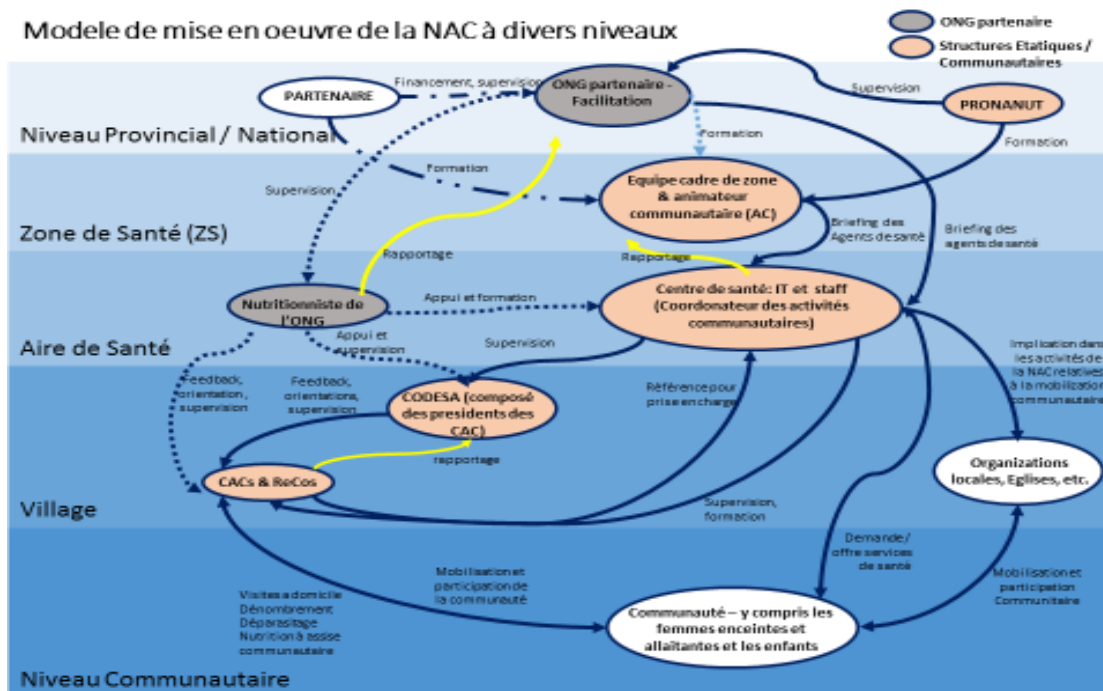 Modele de mise en oeuvre de la NAC à divers niveaux
ONG partenaire
Structures Etatiques /
Communautaires
PARTENAIRE
Financement, supervision
ONG partenaire -
Facilitation
Supervision
PRONANUT
Niveau Provincial / National
Formation
Formation
Formation
Supervision
Equipe cadre de zone
& animateur
communautaire (AC)
Zone de Santé (ZS)
Briefing des
Agents de santé
Briefing des
agents de santé
Rapportage
Rapportage
Nutritionniste de
l'ONG
Appui et formation
Centre de santé: IT et staff
(Coordonateur des activités
communautaires)
Appui et
supervision
Supervision
Aire de Santé
Implication dans
les activités de
la NAC relatives
à la mobilization
communautaire
Feedback,
orientation,
supervision
Feedback,
orientations,
supervision
CODESA (composé
des presidents des
CAC)
Référence pour
prise en charge
rapportage
CACs & ReCos
Organizations
locales, Eglises, etc.
Village
Supervision,
formation
Demande/
offre services
de santé
Visites a domicile
Dénombrement
Déparasitage
Nutrition à assise
communautaire
Mobilisation et
participation de
la communauté
Communauté – y compris les
femmes enceintes et
allaitantes et les enfants
Mobilisation et
participation
Communitaire
Niveau Communautaire